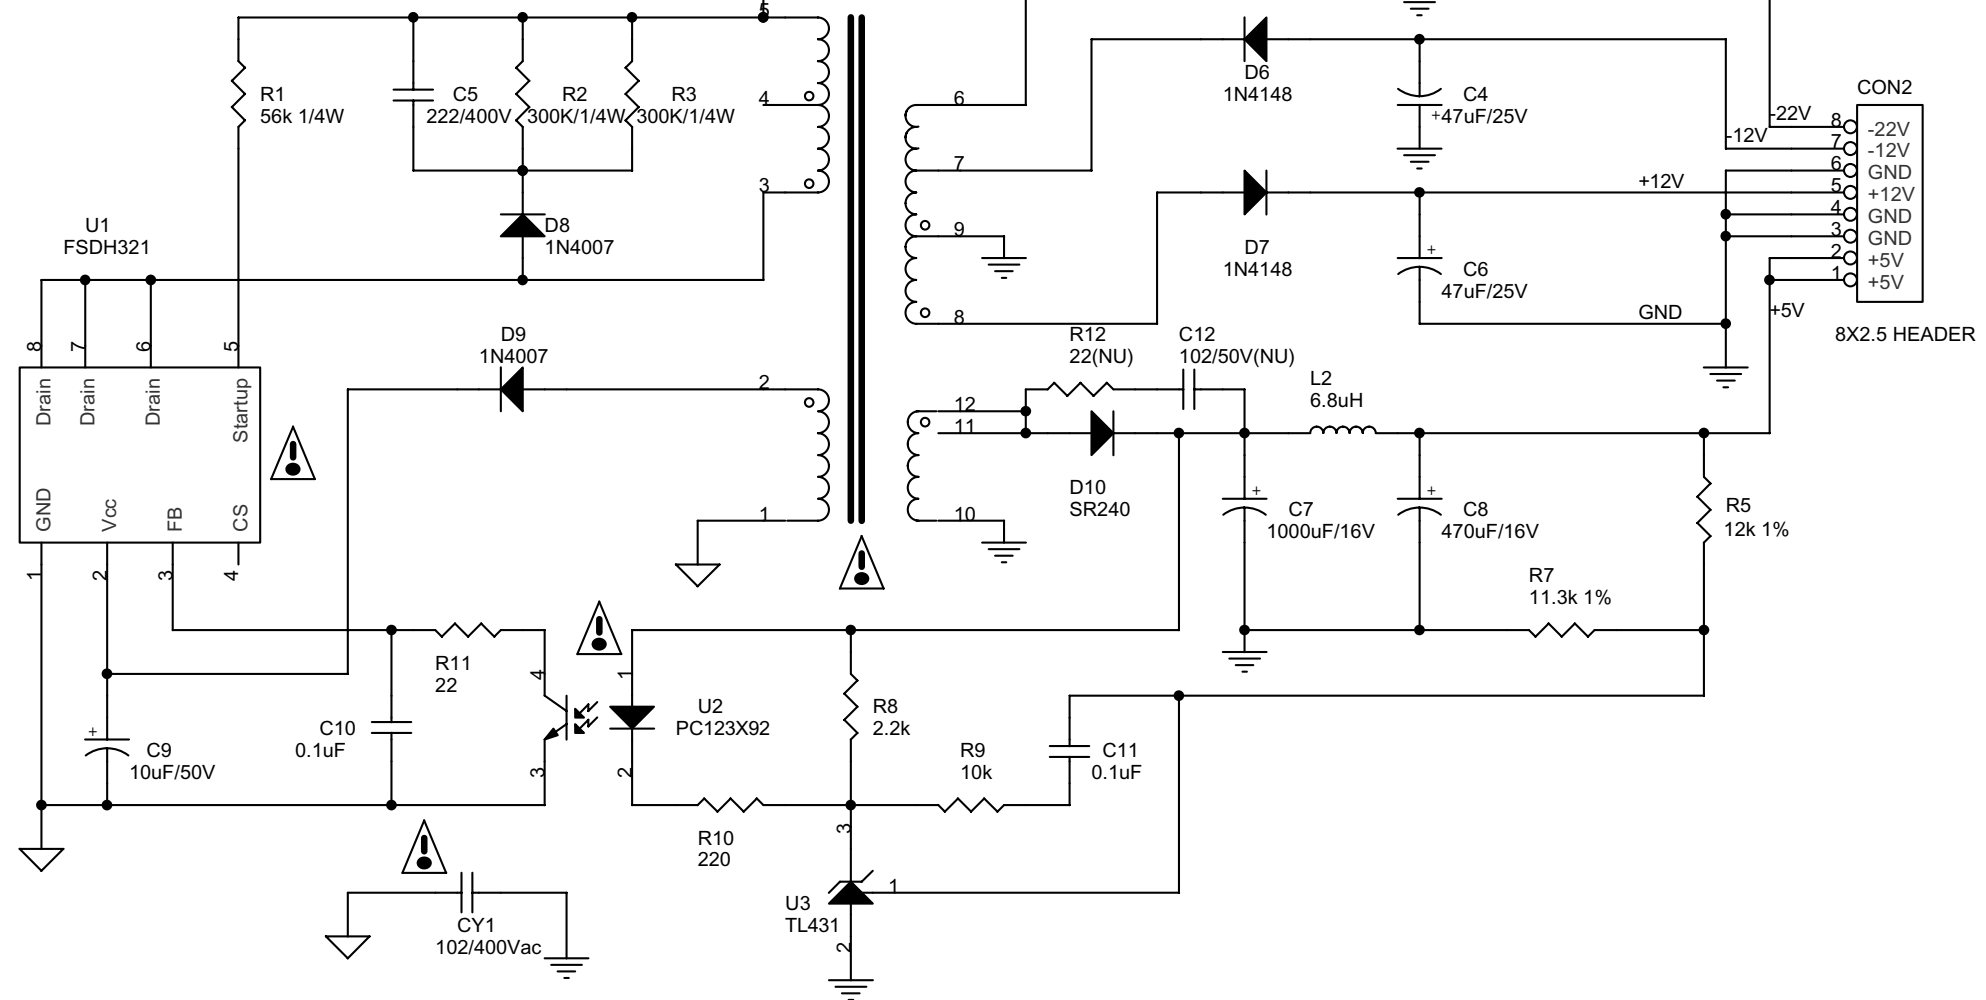 5
R1
56k 1/4W
C5
222/400V
R2
300K/1/4W
R3
300K/1/4W
4
3
D8
1N4007
U1
FSDH321
8
7
6
5
Drain
Drain
Drain
Startup
GND
Vcc
FB
CS
1
2
3
4
D9
1N4007
2
1
6
7
9
8
12
11
10
D6
1N4148
C4
+
47uF/25V
D7
1N4148
+
C6
47uF/25V
-22V
-12V
+12V
GND
+5V
CON2
8
-22V
7
-12V
6
GND
5
+12V
4
GND
3
GND
2
+5V
1
+5V
8X2.5 HEADER
R12
22(NU)
C12
102/50V(NU)
L2
6.8uH
D10
SR240
+
C7
1000uF/16V
+
C8
470uF/16V
R5
12k 1%
R7
11.3k 1%
R11
22
4
3
1
2
U2
PC123X92
R8
2.2k
R9
10k
C11
0.1uF
C10
0.1uF
+
C9
10uF/50V
R10
220
3
1
U3
TL431
2
CY1
102/400Vac